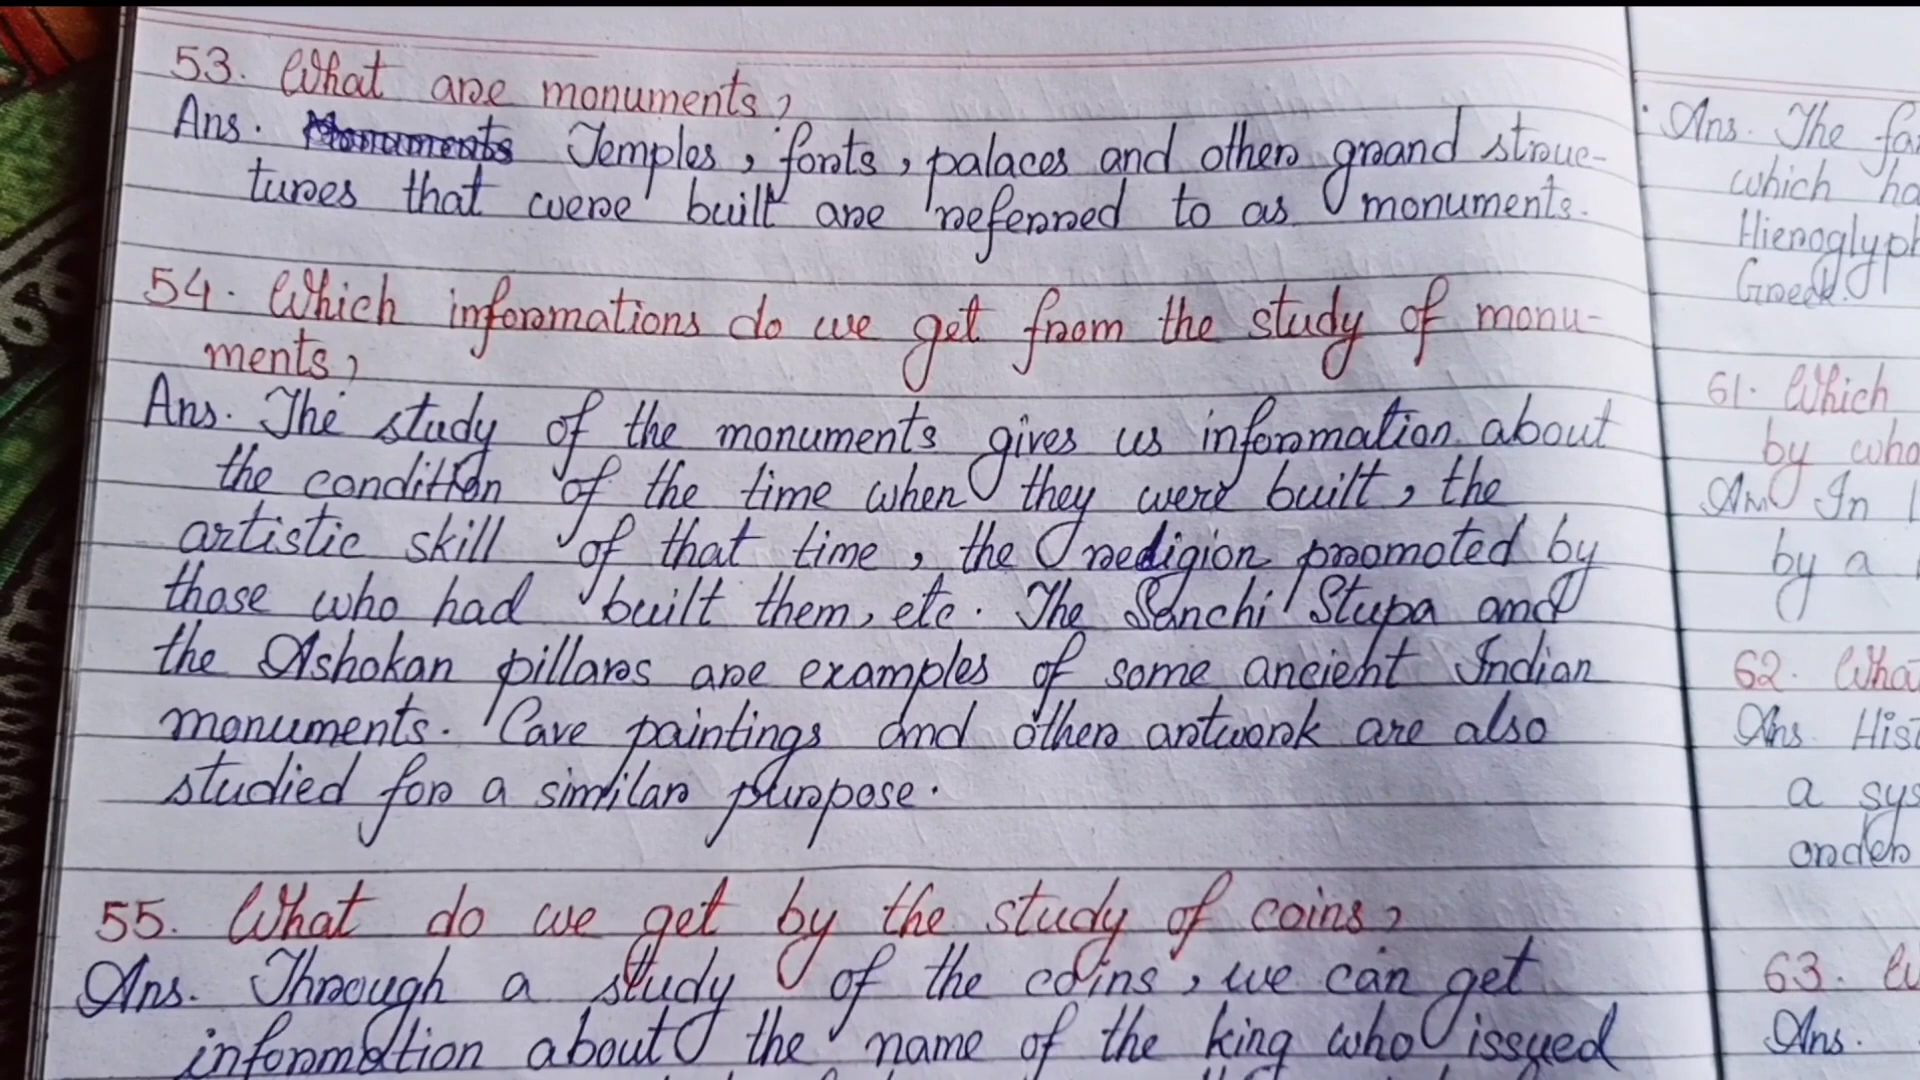 53. What are monuments?
Ans. Temples, forts, palaces and other grand struc-
tures that were built are referred to as monuments.
54. Which informations do we get from the study of monu-
ments?
Ans. The study of the monuments gives us information about
the condition of the time when they were built, the
artistic skill of that time, the religion promoted by
those who had built them, etc. The Sanchi Stupa and
the Ashokan pillars are examples of some ancient Indian
monuments. Cave paintings and other artwork are also
studied for a similar purpose.
55. What do we get by the study of coins?
Ans. Through a study of the coins, we can get
information about the name of the king who issued
Ans. The
which
Greek.
61. Which
by
Ans In
by a
62.
Ans
a
order
63.
Ans.